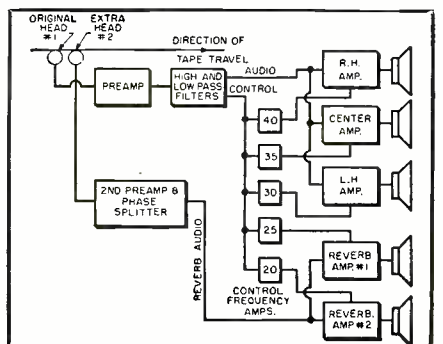 ORIGINAL HEAD #1
EXTRA HEAD #2
DIRECTION OF
TAPE TRAVEL
PREAMP
HIGH AND
LOW PASS
FILTERS
AUDIO
CONTROL
R.H.
AMP.
40
CENTER
AMP.
35
L.H
AMP.
30
2ND PREAMP &
PHASE
SPLITTER
25
REVERB
AMP.#1
20
REVERB AUDIO
CONTROL
FREQUENCY
AMPS.
REVERB.
AMP#2